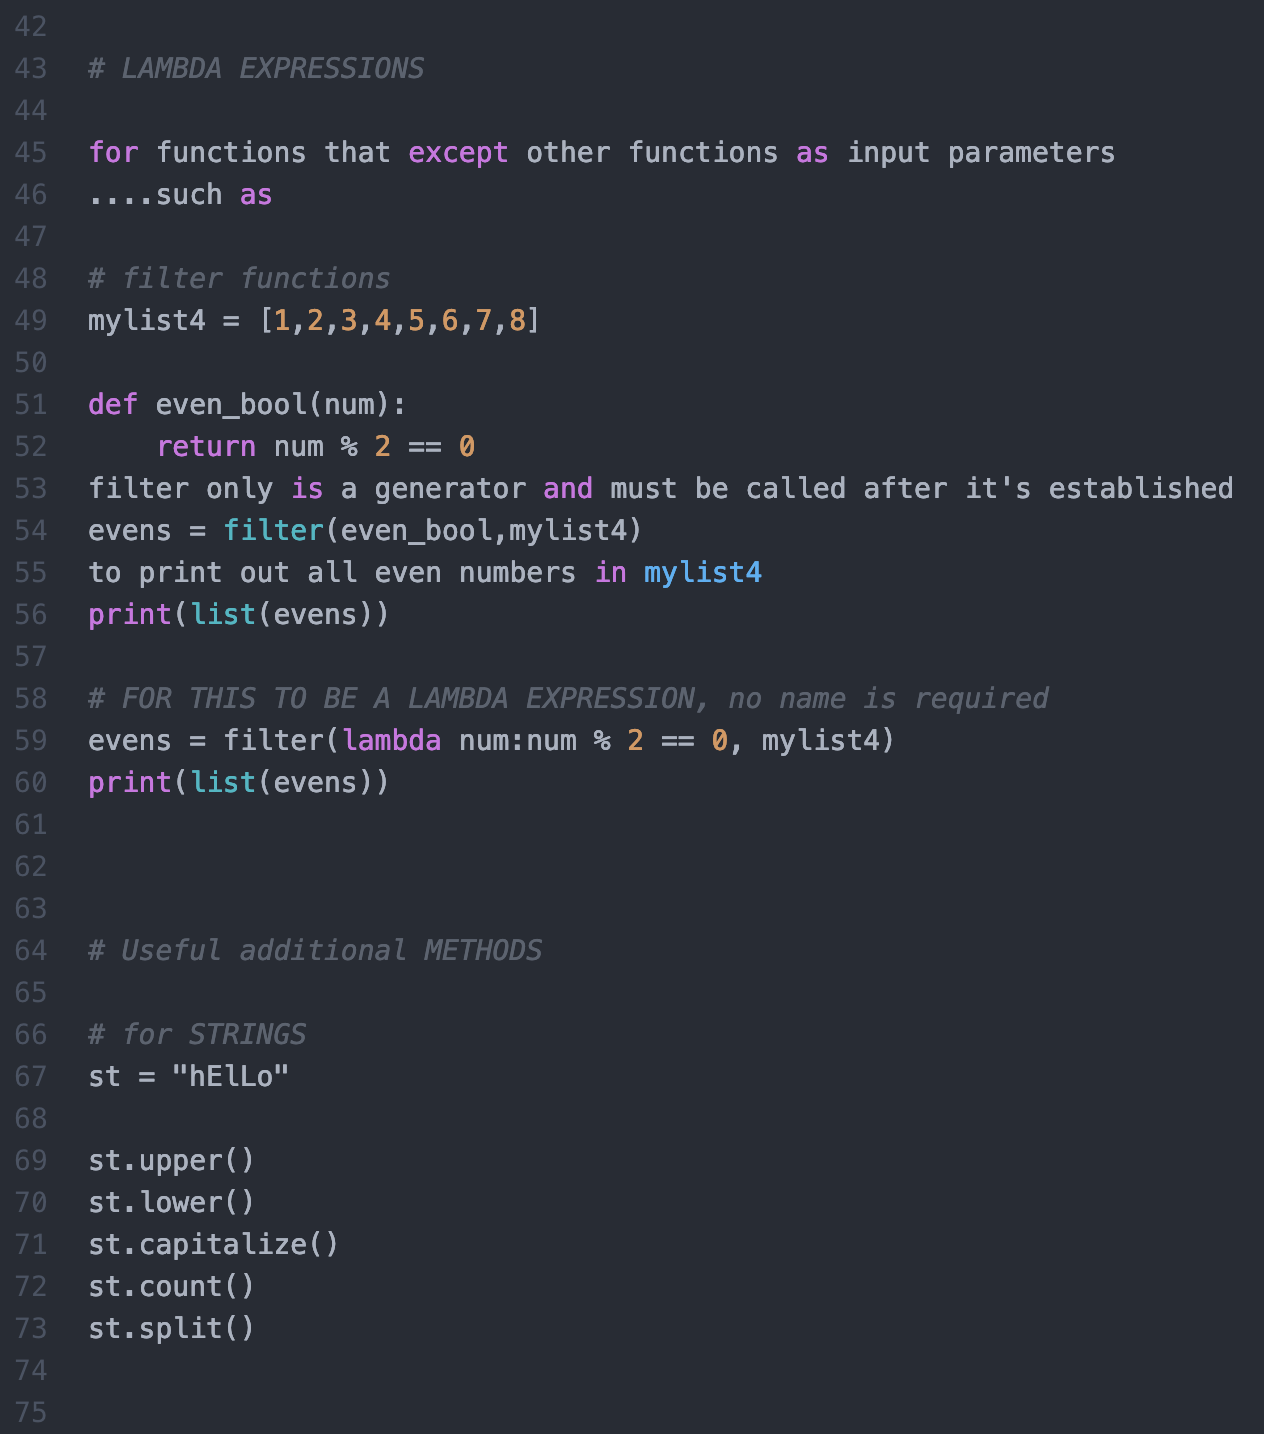 42
43 # LAMBDA EXPRESSIONS
44
45 for functions that except other functions as input parameters
46 ....such as
47
48 # filter functions
49 mylist4 = [1,2,3,4,5,6,7,8]
50
51 def even_bool(num):
52     return num % 2 == 0
53 filter only is a generator and must be called after it's established
54 evens = filter(even_bool,mylist4)
55 to print out all even numbers in mylist4
56 print(list(evens))
57
58 # FOR THIS TO BE A LAMBDA EXPRESSION, no name is required
59 evens = filter(lambda num:num % 2 == 0, mylist4)
60 print(list(evens))
61
62
63
64 # Useful additional METHODS
65
66 # for STRINGS
67 st = "hElLo"
68
69 st.upper()
70 st.lower()
71 st.capitalize()
72 st.count()
73 st.split()
74
75